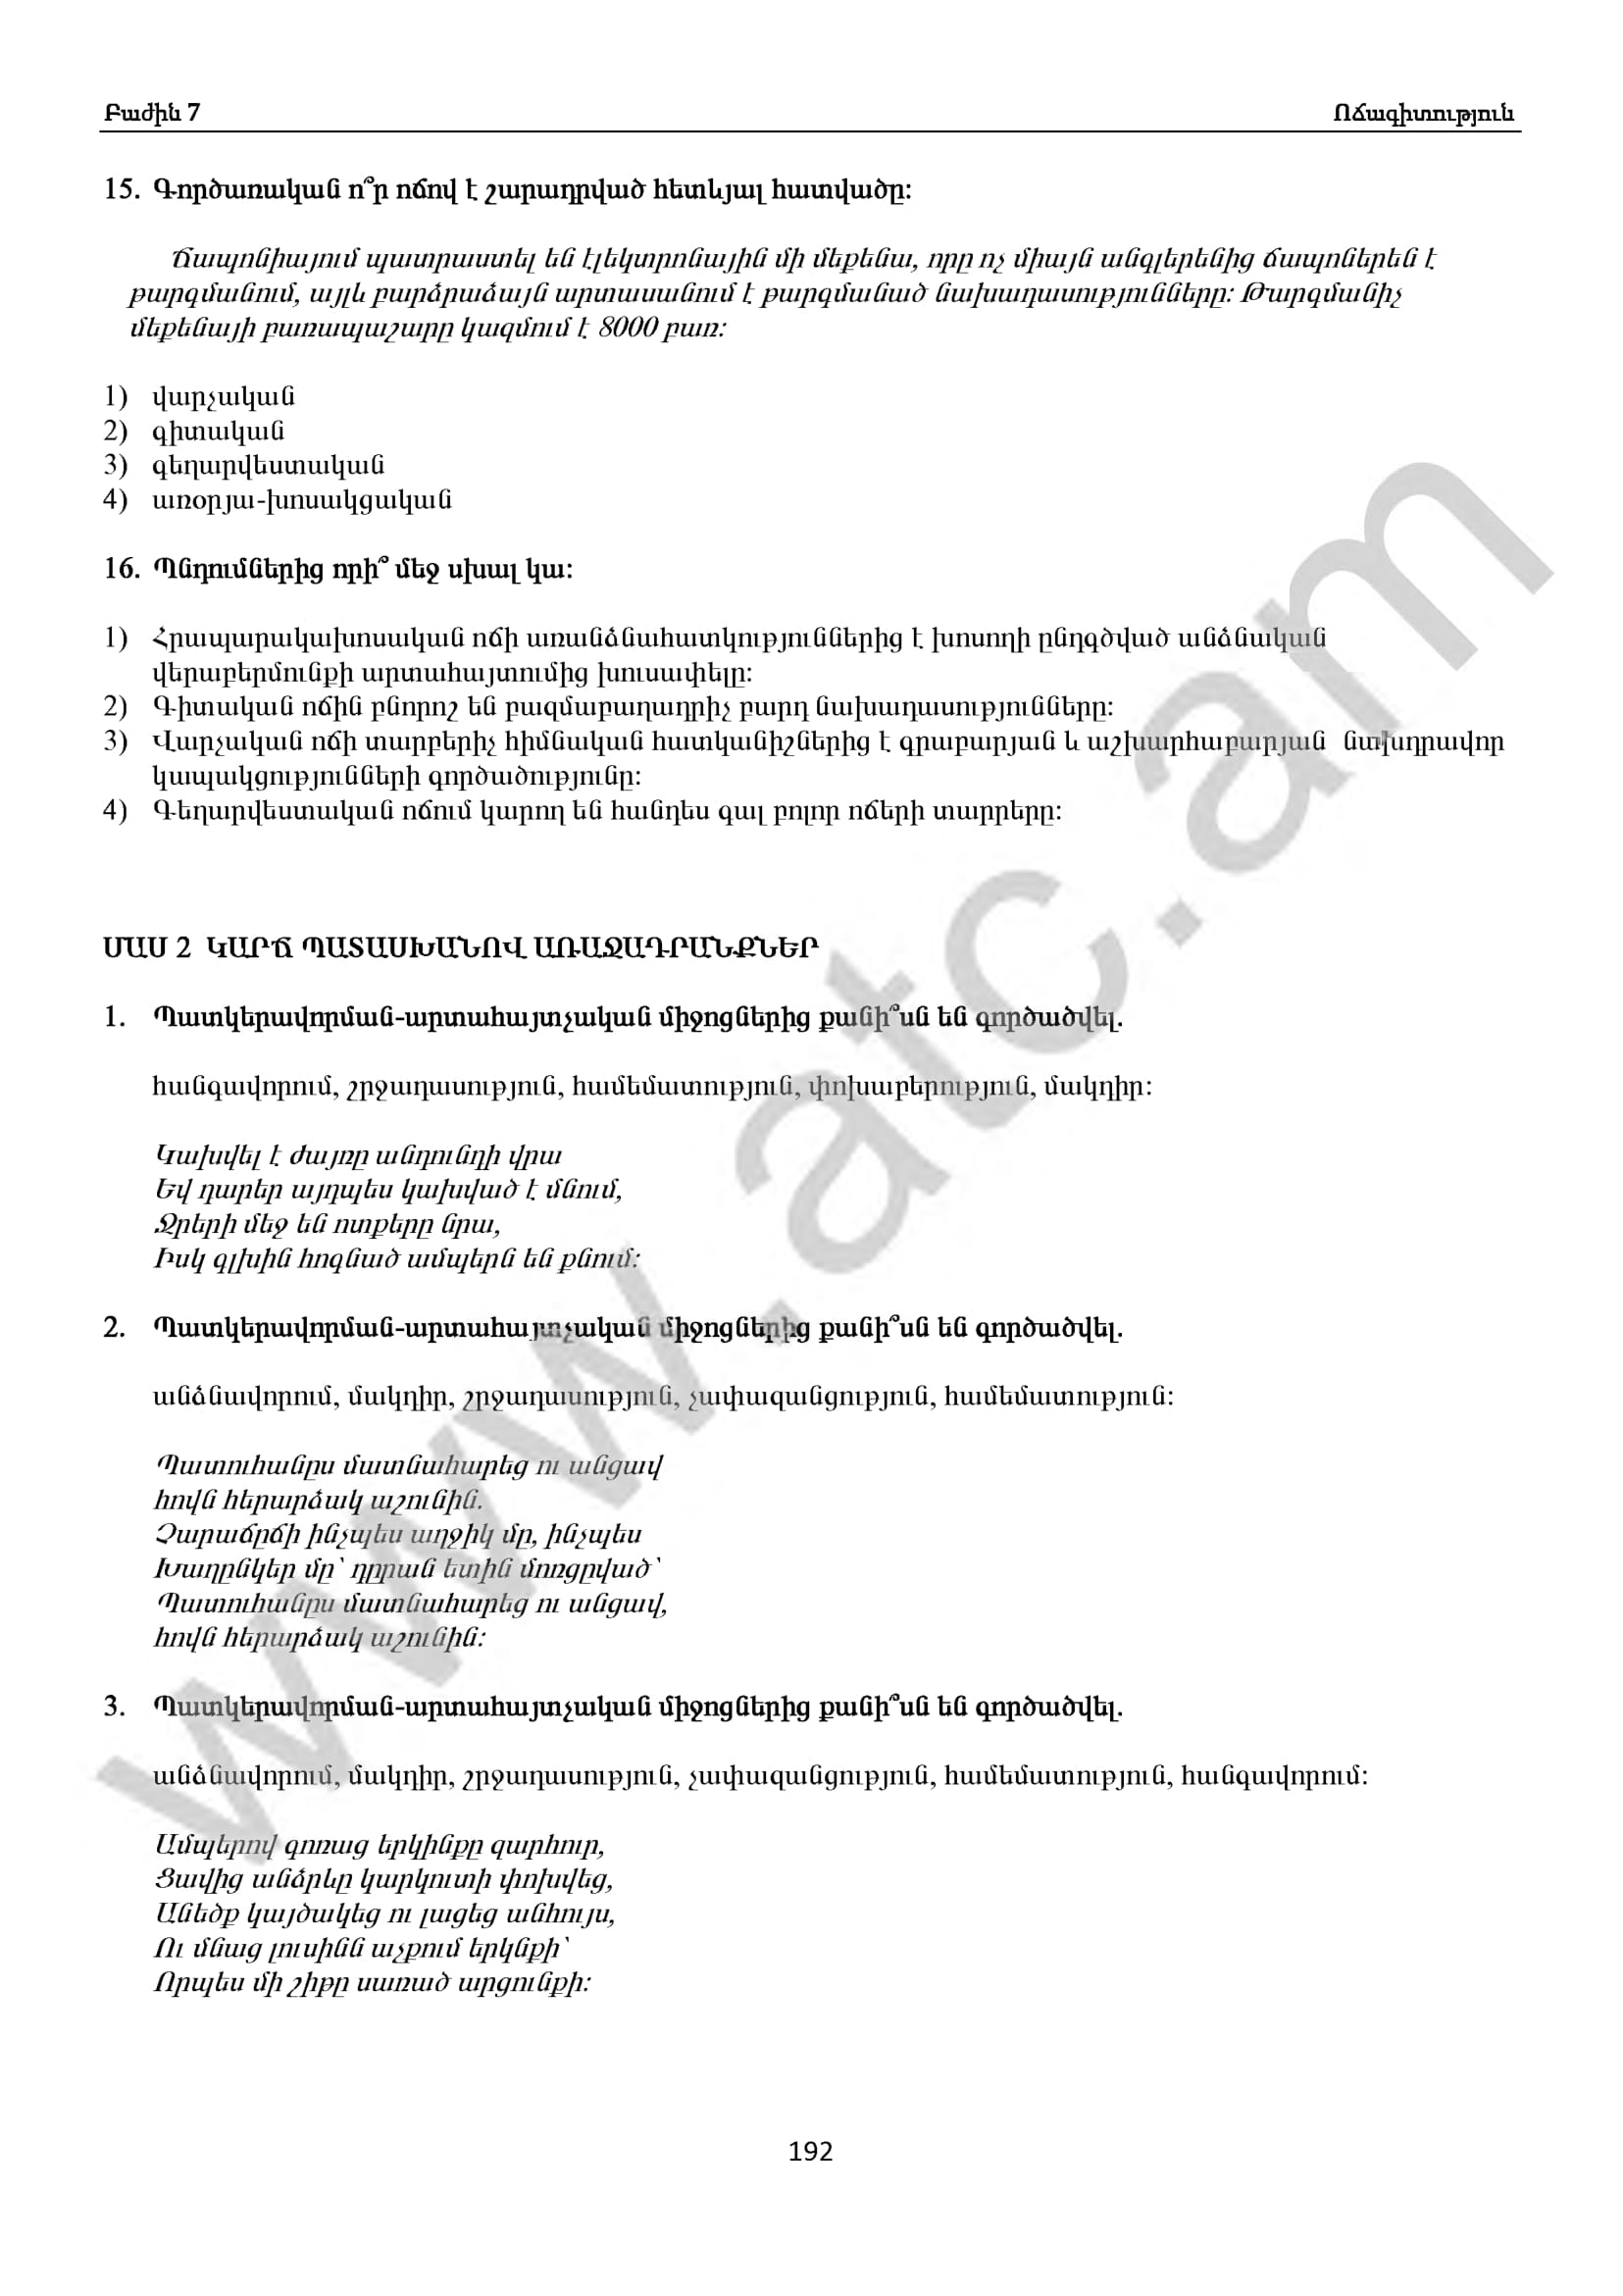 Բաժին 7 Ոճագիտություն
15. Գործառական ո՞ր ոճով է շարադրված հետևյալ հատվածը:
Ճապոնիայում պատրաստել են էլեկտրոնային մի մեքենա, որը ոչ միայն անգլերենից ճապոներեն է
թարգմանում, այլև բարձրաձայն արտասանում է թարգմանած նախադասությունները: Թարգմանիչ
մեքենայի բառապաշարը կազմում է 8000 բառ:
1) վարչական
2) գիտական
3) գեղարվեստական
4) առօրյա-խոսակցական
16. Պնդումներից որի՞ մեջ սխալ կա:
1) Հրապարակախոսական ոճի առանձնահատկություններից է խոսողի ընդգծված անձնական
վերաբերմունքի արտահայտումից խուսափելը:
2) Գիտական ոճին բնորոշ են բազմաբաղադրիչ բարդ նախադասությունները:
3) Վարչական ոճի տարբերիչ հիմնական հատկանիշներից է գրաբարյան և աշխարհաբարյան նախդրավոր
կապակցությունների գործածությունը:
4) Գեղարվեստական ոճում կարող են հանդես գալ բոլոր ոճերի տարրերը:
ՄԱՍ 2 ԿԱՐՃ ՊԱՏԱՍԽԱՆՈՎ ԱՌԱՋԱԴՐԱՆՔՆԵՐ
1. Պատկերավորման-արտահայտչական միջոցներից քանի՞սն են գործածվել.
հանգավորում, շրջադասություն, համեմատություն, փոխաբերություն, մակդիր:
Կախվել է ժայռը անդունդի վրա
Եվ դարեր այդպես կախված է մնում,
Ջրերի մեջ են ոտքերը նրա,
Իսկ գլխին հոգնած ամպերն են քնում:
2. Պատկերավորման-արտահայտչական միջոցներից քանի՞սն են գործածվել.
անձնավորում, մակդիր, շրջադասություն, չափազանցություն, համեմատություն:
Պատուհանըս մատնահարեց ու անցավ
հովն հերարձակ աշունին.
Չարաճըճի ինչպես աղջիկ մը, ինչպես
Խաղընկեր մը՝ դըրան ետին մոռցըված՝
Պատուհանըս մատնահարեց ու անցավ,
հովն հերարձակ աշունին:
3. Պատկերավորման-արտահայտչական միջոցներից քանի՞սն են գործածվել.
անձնավորում, մակդիր, շրջադասություն, չափազանցություն, համեմատություն, հանգավորում:
Ամպերով գոռաց երկինքը զարհուր,
Ցավից անձրևը կարկուտի փոխվեց,
Անեծք կայծակեց ու լացեց անհույս,
Ու մնաց լուսինն աչքում երկնքի՝
Որպես մի շիթը սառած արցունքի:
www.atc.am
192